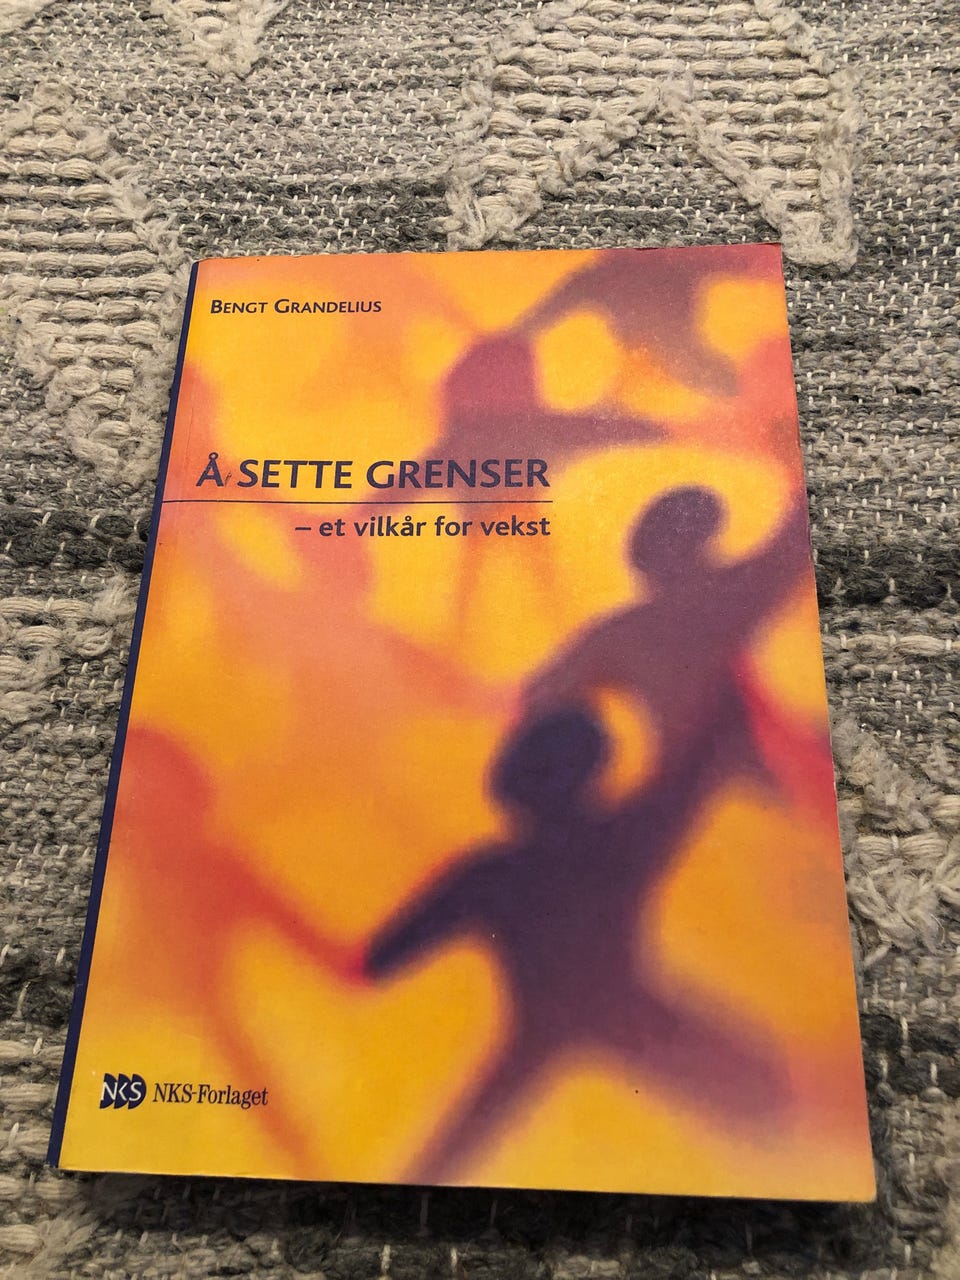 BENGT GRANDELIUS
Å SETTE GRENSER
– et vilkår for vekst
NKS NKS-Forlaget